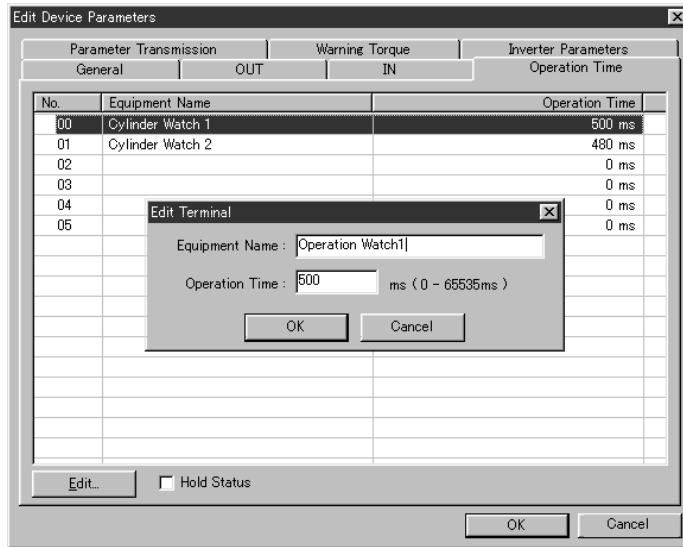 Edit Device Parameters
Parameter Transmission Warning Torque Inverter Parameters
General OUT IN Operation Time
No. Equipment Name Operation Time
00 Cylinder Watch 1 500 ms
01 Cylinder Watch 2 480 ms
02 0 ms
03 0 ms
04 0 ms
05 0 ms
Edit Terminal
Equipment Name : Operation Watch1
Operation Time : 500 ms ( 0 - 65535ms )
OK Cancel
Edit... Hold Status
OK Cancel